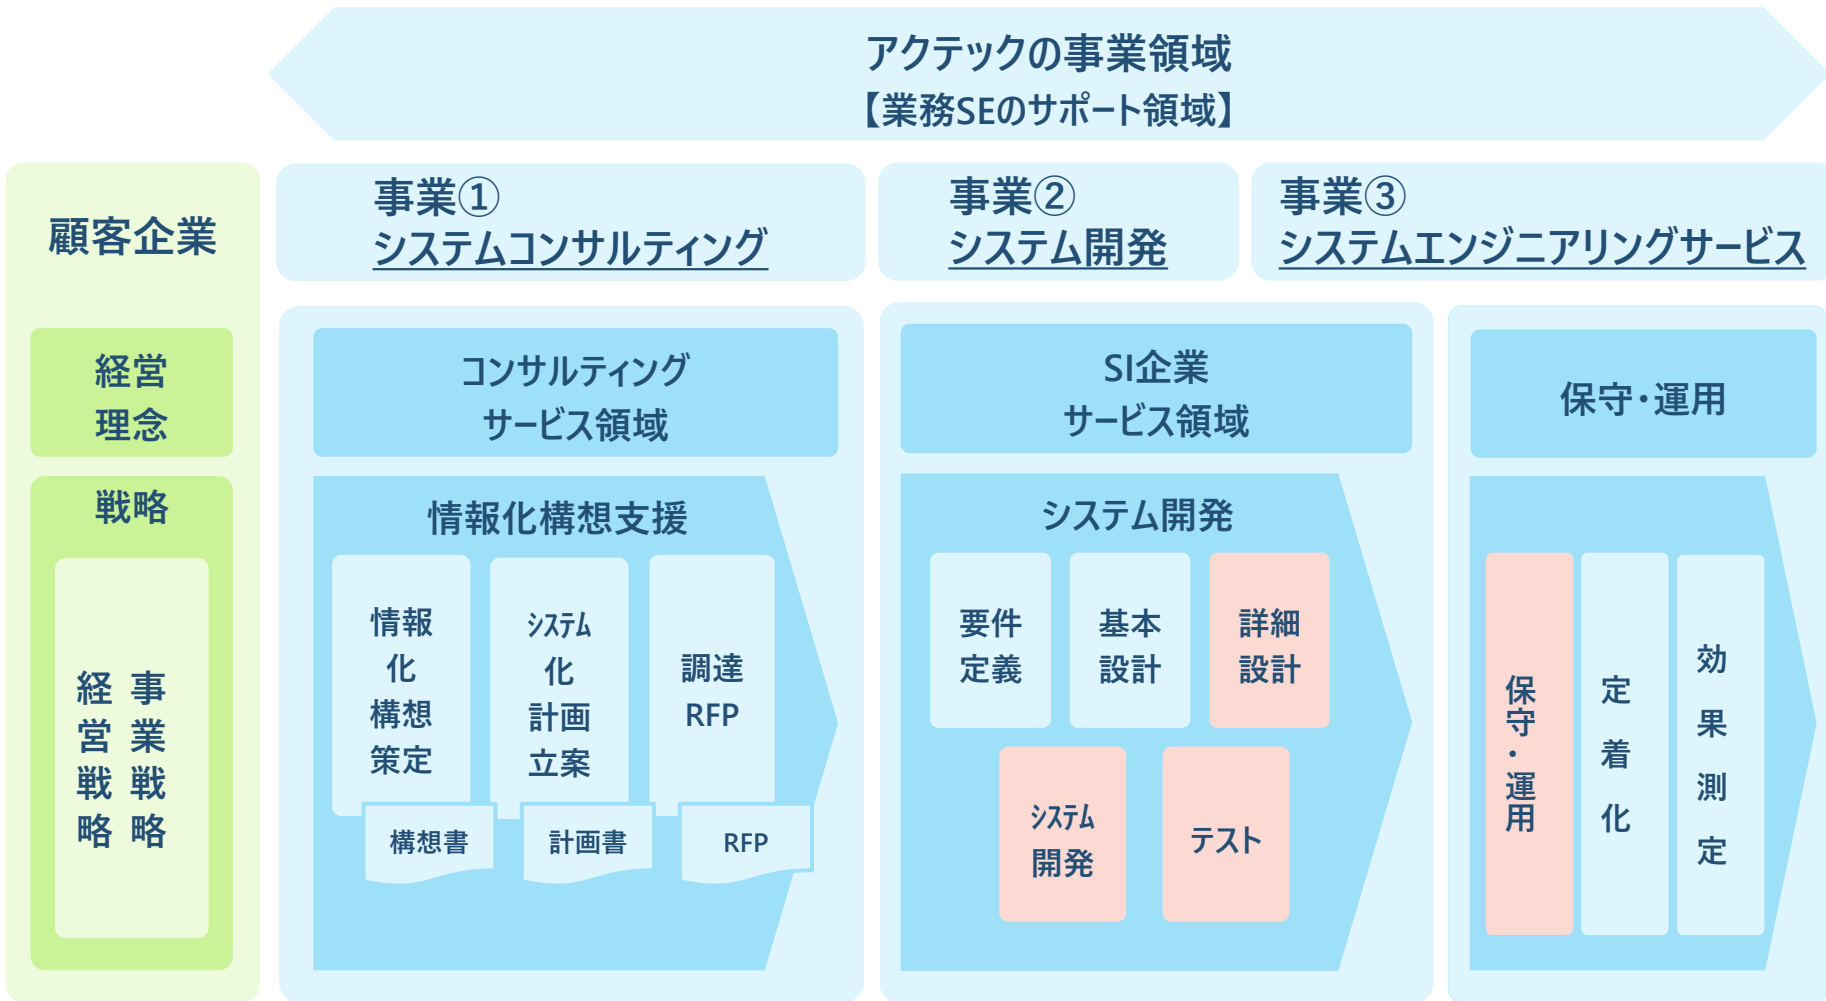 アクテックの事業領域
【業務SEのサポート領域】
顧客企業
経営
理念
戦略
経営戦略
事業戦略
事業①
システムコンサルティング
事業②
システム開発
事業③
システムエンジニアリングサービス
コンサルティング
サービス領域
情報化構想支援
情報
化
構想
策定
ｼｽﾃﾑ
化
計画
立案
調達
RFP
構想書
計画書
RFP
SI企業
サービス領域
システム開発
要件
定義
基本
設計
詳細
設計
ｼｽﾃﾑ
開発
テスト
保守・運用
保守・運用
定着化
効果測定